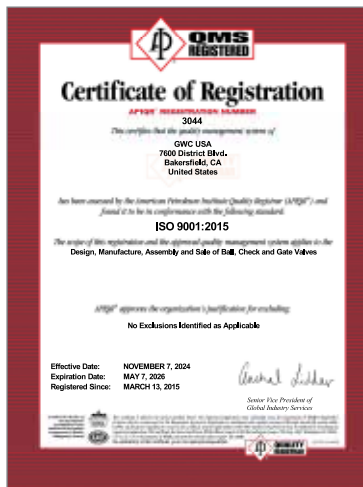 QMS
REGISTERED
Certificate of Registration
APIQR® REGISTRATION NUMBER
3044
This certifies that the quality management system of
GWC USA
7600 District Blvd.
Bakersfield, CA
United States
has been assessed by the American Petroleum Institute Quality Registrar (APIQR®) and
found it to be in conformance with the following standard:
ISO 9001:2015
The scope of this registration and the approved quality management system applies to the
Design, Manufacture, Assembly and Sale of Ball, Check and Gate Valves
APIQR® approves the organization's justification for excluding:
No Exclusions Identified as Applicable
Effective Date: NOVEMBER 7, 2024
Expiration Date: MAY 7, 2026
Registered Since: MARCH 13, 2015
Senior Vice President of
Global Industry Services
QUALITY
REGISTRAR